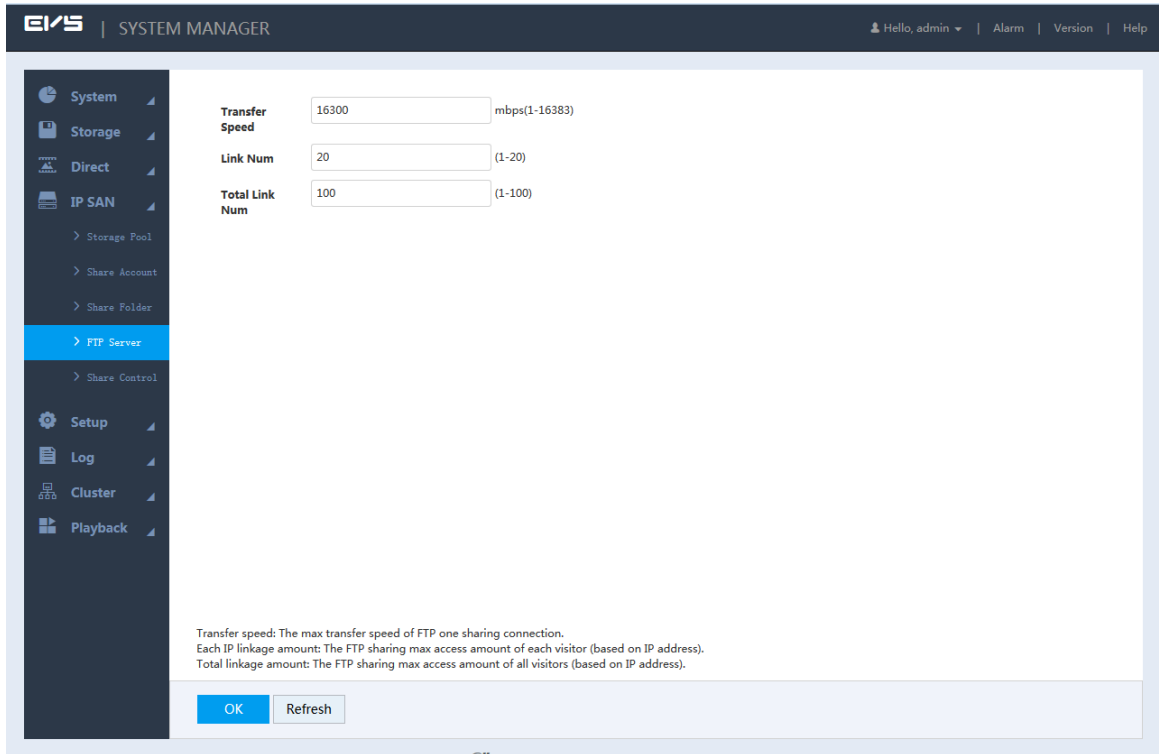 EVS | SYSTEM MANAGER
Hello, admin | Alarm | Version | Help
System
Storage
Direct
IP SAN
> Storage Pool
> Share Account
> Share Folder
> FTP Server
> Share Control
Setup
Log
Cluster
Playback
Transfer Speed 16300 mbps(1-16383)
Link Num 20 (1-20)
Total Link Num 100 (1-100)
Transfer speed: The max transfer speed of FTP one sharing connection.
Each IP linkage amount: The FTP sharing max access amount of each visitor (based on IP address).
Total linkage amount: The FTP sharing max access amount of all visitors (based on IP address).
OK Refresh